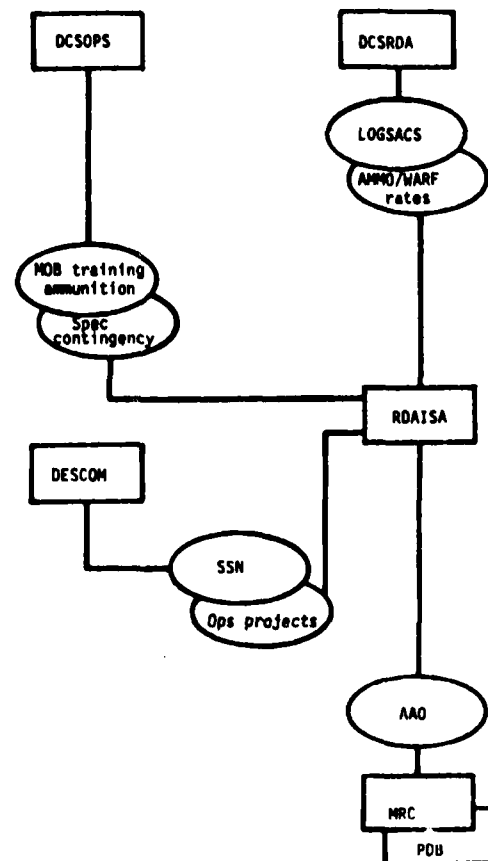 DCSOPS
DCSRDA
LOGSACS
AMMO/WARF
rates
MOB training
ammunition
Spec
contingency
RDAISA
DESCOM
SSN
Ops projects
AAO
MRC
PDB